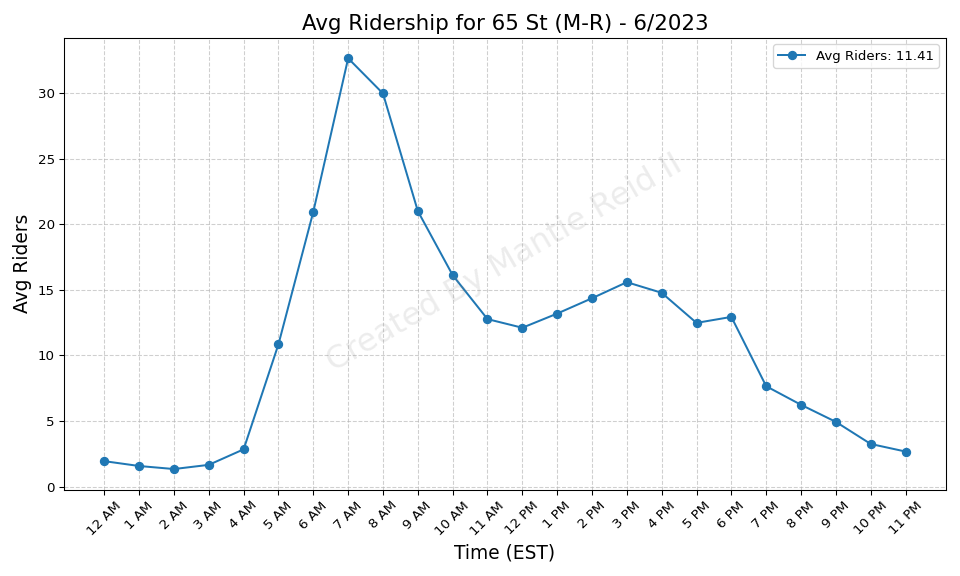 Avg Ridership for 65 St (M-R) - 6/2023
Avg Riders: 11.41
Avg Riders
30
25
20
15
10
5
0
Created By Mantie Reid II
12 AM
1 AM
2 AM
3 AM
4 AM
5 AM
6 AM
7 AM
8 AM
9 AM
10 AM
11 AM
12 PM
1 PM
2 PM
3 PM
4 PM
5 PM
6 PM
7 PM
8 PM
9 PM
10 PM
11 PM
Time (EST)